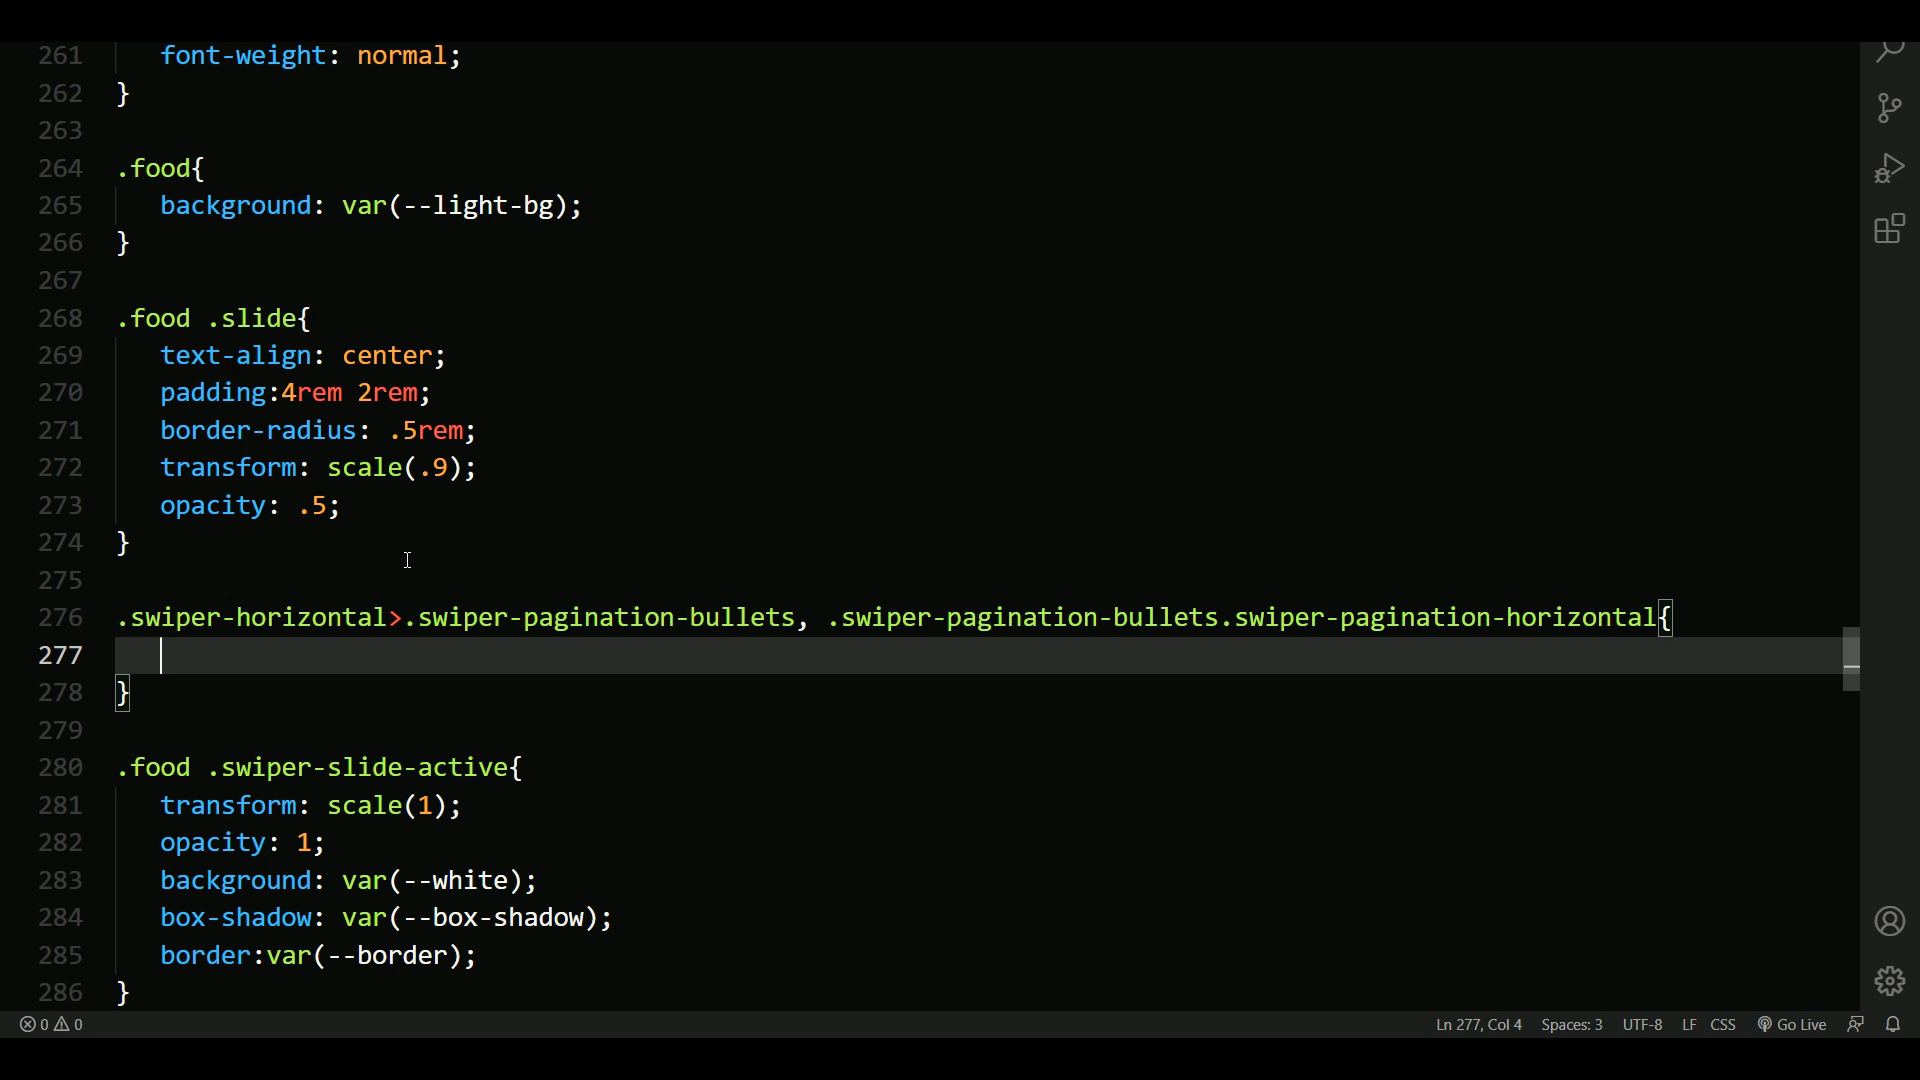 261 font-weight: normal;
262 }
263
264 .food{
265 background: var(--light-bg);
266 }
267
268 .food .slide{
269 text-align: center;
270 padding:4rem 2rem;
271 border-radius: .5rem;
272 transform: scale(.9);
273 opacity: .5;
274 }
275
276 .swiper-horizontal>.swiper-pagination-bullets, .swiper-pagination-bullets.swiper-pagination-horizontal{
277
278 }
279
280 .food .swiper-slide-active{
281 transform: scale(1);
282 opacity: 1;
283 background: var(--white);
284 box-shadow: var(--box-shadow);
285 border:var(--border);
286 }
0 0 Ln 277, Col 4 Spaces: 3 UTF-8 LF CSS Go Live